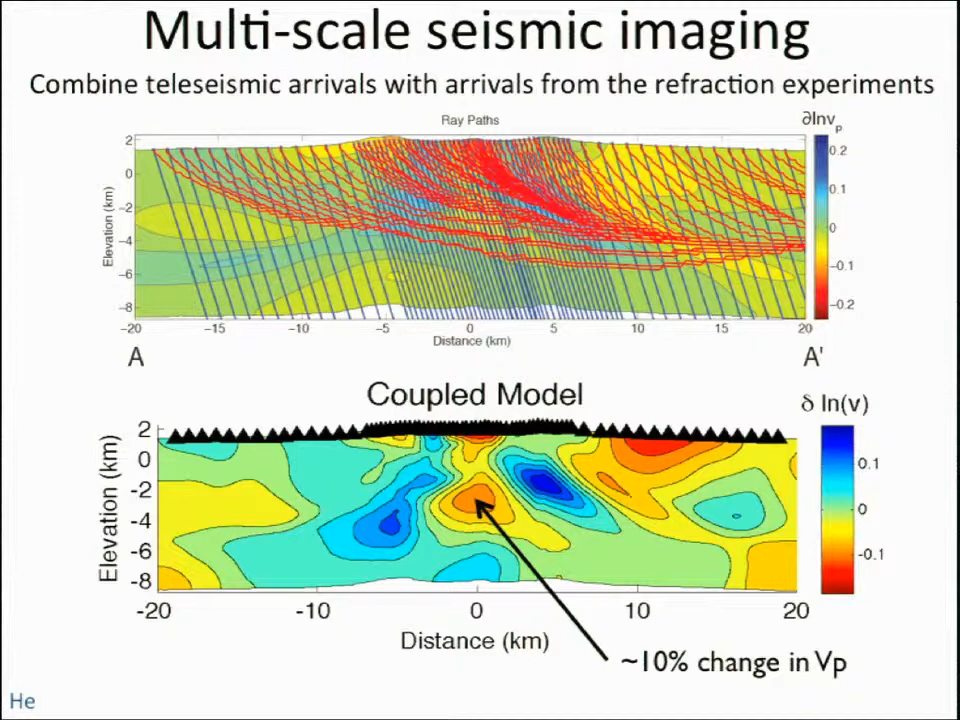 Multi-scale seismic imaging
Combine teleseismic arrivals with arrivals from the refraction experiments
Ray Paths
∂lnvp
2
0
-2
-4
-6
-8
Elevation (km)
0.2
0.1
0
-0.1
-0.2
-20 -15 -10 -5 0 5 10 15 20
Distance (km)
A A'
Coupled Model
δ ln(v)
2
0
-2
-4
-6
-8
Elevation (km)
0.1
0
-0.1
-20 -10 0 10 20
Distance (km)
~10% change in Vp
He